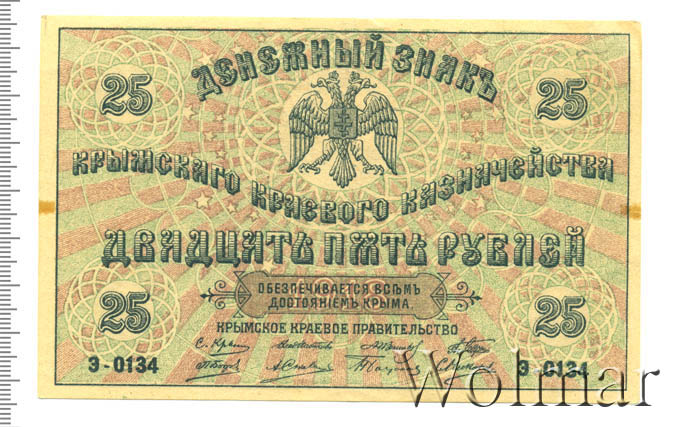 ДЕНЕЖНЫЙ ЗНАКЪ
25 25
КРЫМСКАГО КРАЕВОГО КАЗНАЧЕЙСТВА
ДВАДЦАТЬ ПЯТЬ РУБЛЕЙ
ОБЕЗПЕЧИВАЕТСЯ ВСѢМЪ
ДОСТОЯНІЕМЪ КРЫМА.
25 25
КРЫМСКОЕ КРАЕВОЕ ПРАВИТЕЛЬСТВО
С. Крым
Э-0134 Э-0134
Wolmar